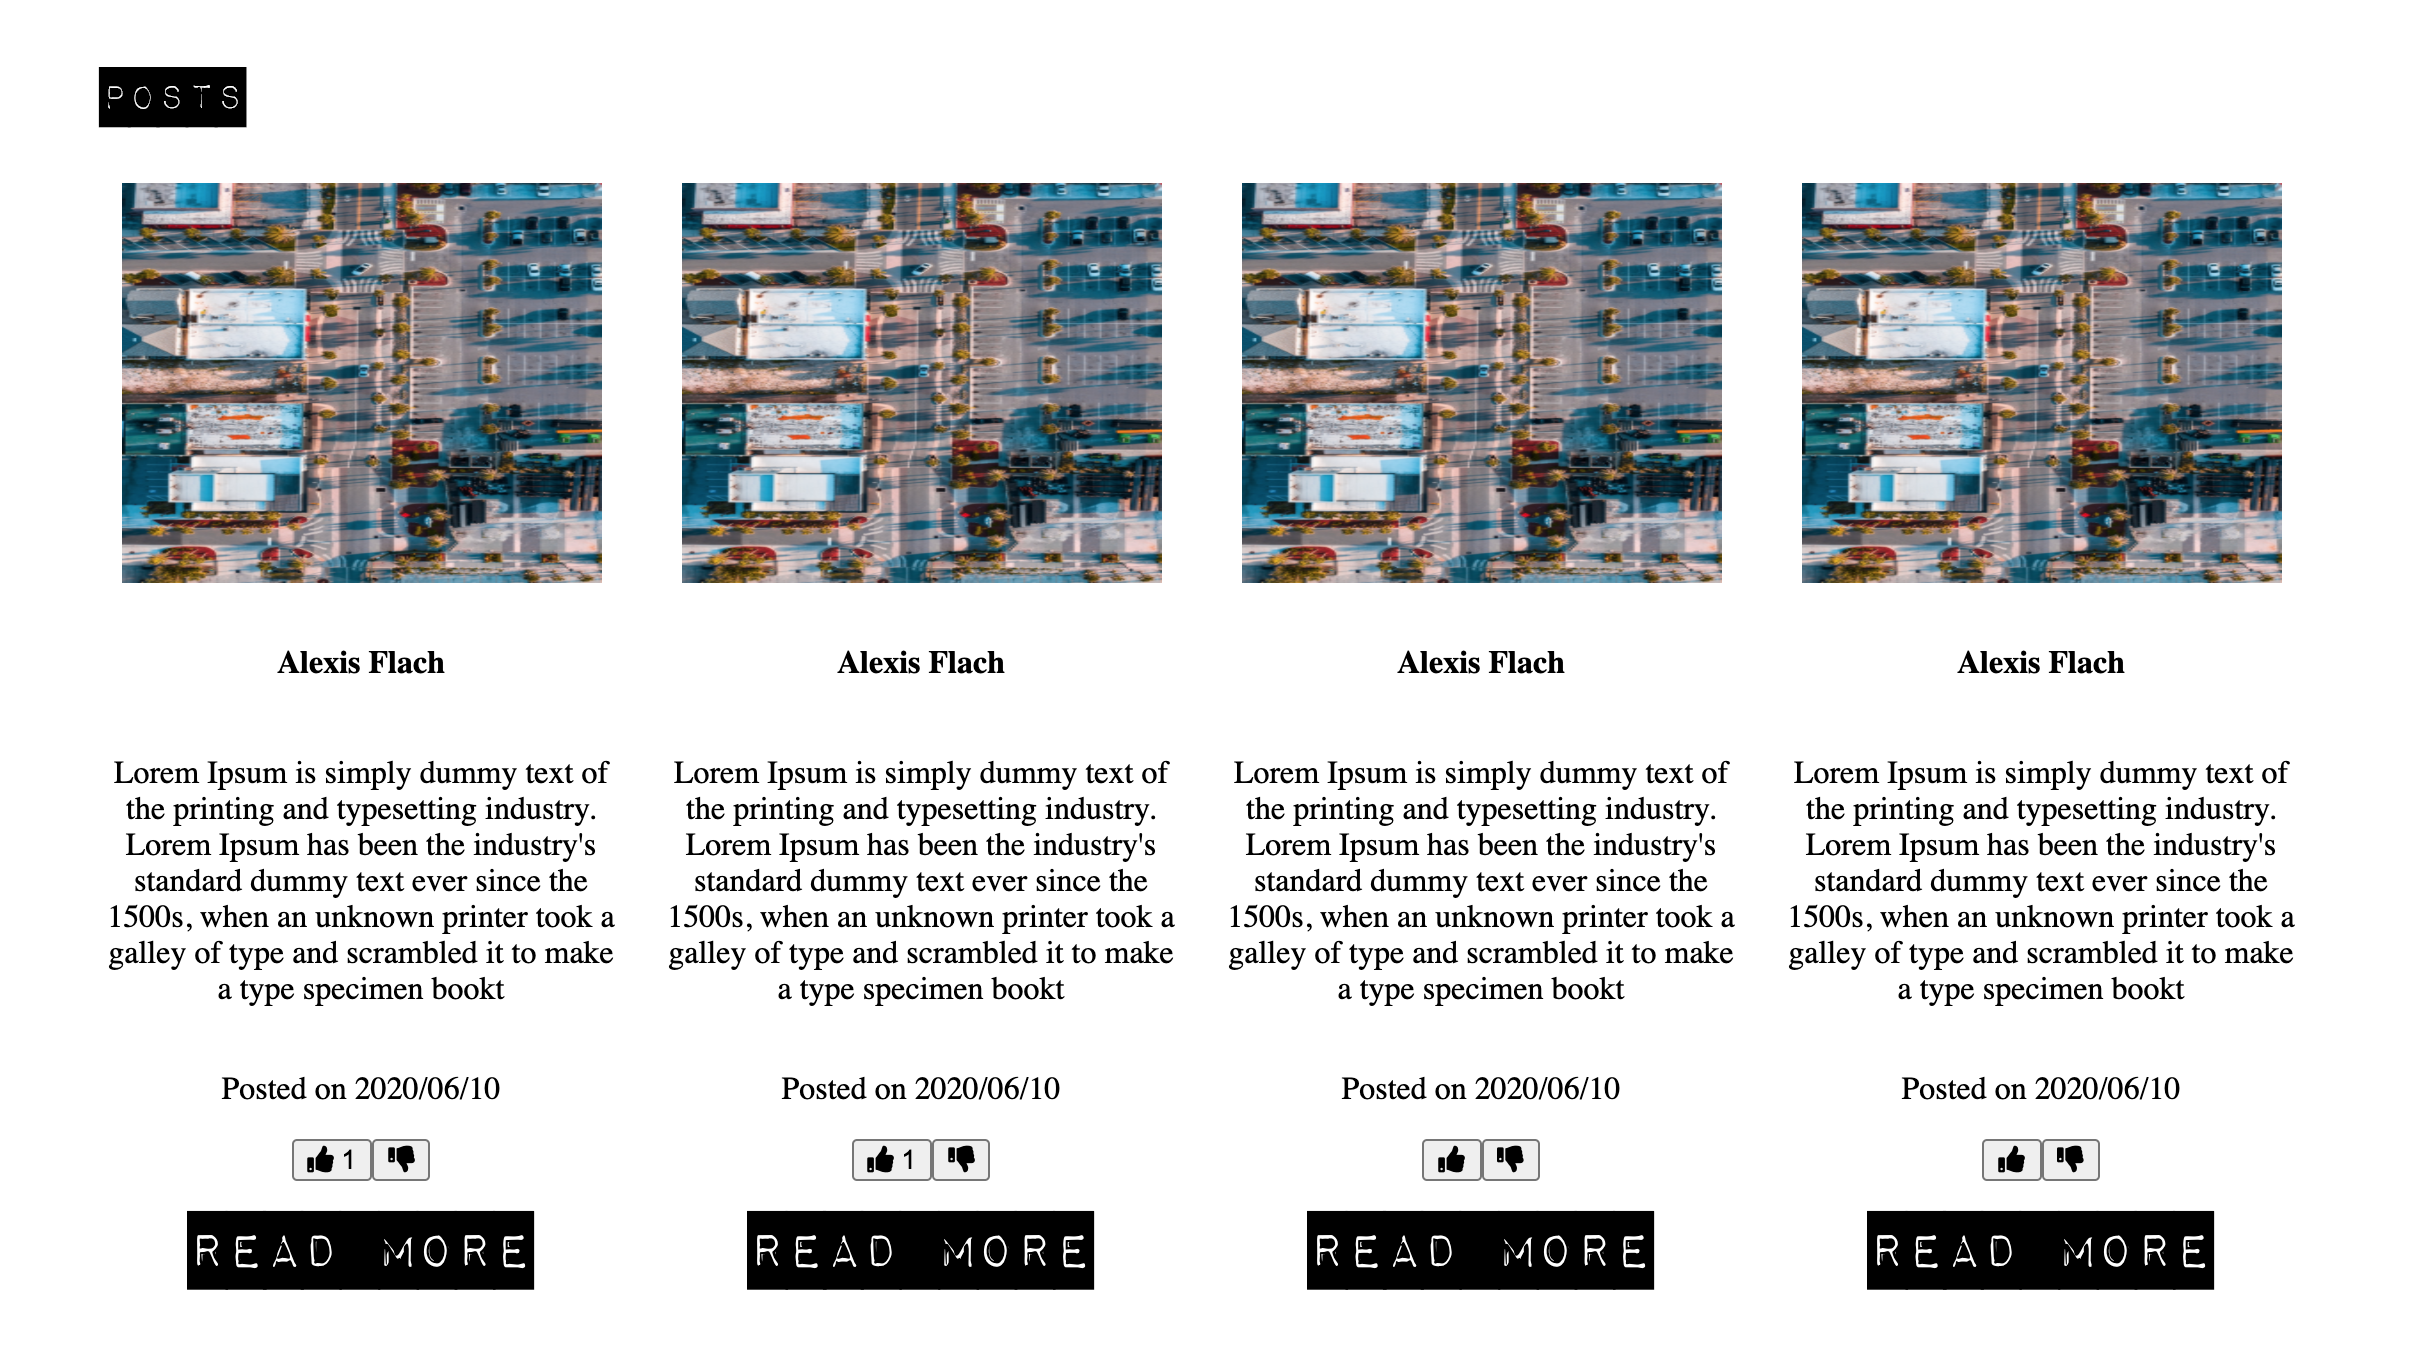 POSTS
Alexis Flach
Lorem Ipsum is simply dummy text of
the printing and typesetting industry.
Lorem Ipsum has been the industry's
standard dummy text ever since the
1500s, when an unknown printer took a
galley of type and scrambled it to make
a type specimen bookt
Posted on 2020/06/10
1
READ MORE
Alexis Flach
Lorem Ipsum is simply dummy text of
the printing and typesetting industry.
Lorem Ipsum has been the industry's
standard dummy text ever since the
1500s, when an unknown printer took a
galley of type and scrambled it to make
a type specimen bookt
Posted on 2020/06/10
1
READ MORE
Alexis Flach
Lorem Ipsum is simply dummy text of
the printing and typesetting industry.
Lorem Ipsum has been the industry's
standard dummy text ever since the
1500s, when an unknown printer took a
galley of type and scrambled it to make
a type specimen bookt
Posted on 2020/06/10
READ MORE
Alexis Flach
Lorem Ipsum is simply dummy text of
the printing and typesetting industry.
Lorem Ipsum has been the industry's
standard dummy text ever since the
1500s, when an unknown printer took a
galley of type and scrambled it to make
a type specimen bookt
Posted on 2020/06/10
READ MORE